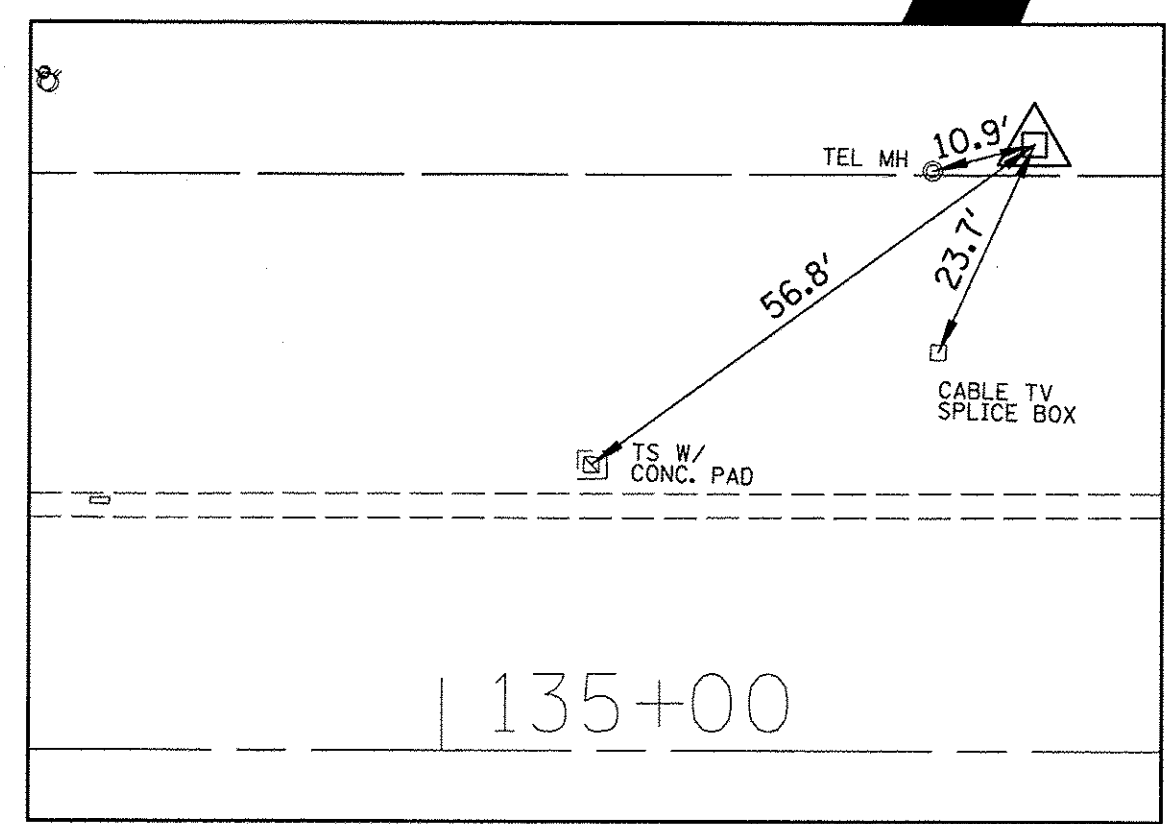 10.9'
TEL MH
23.7'
56.8'
CABLE TV
SPLICE BOX
TS W/
CONC. PAD
135+00